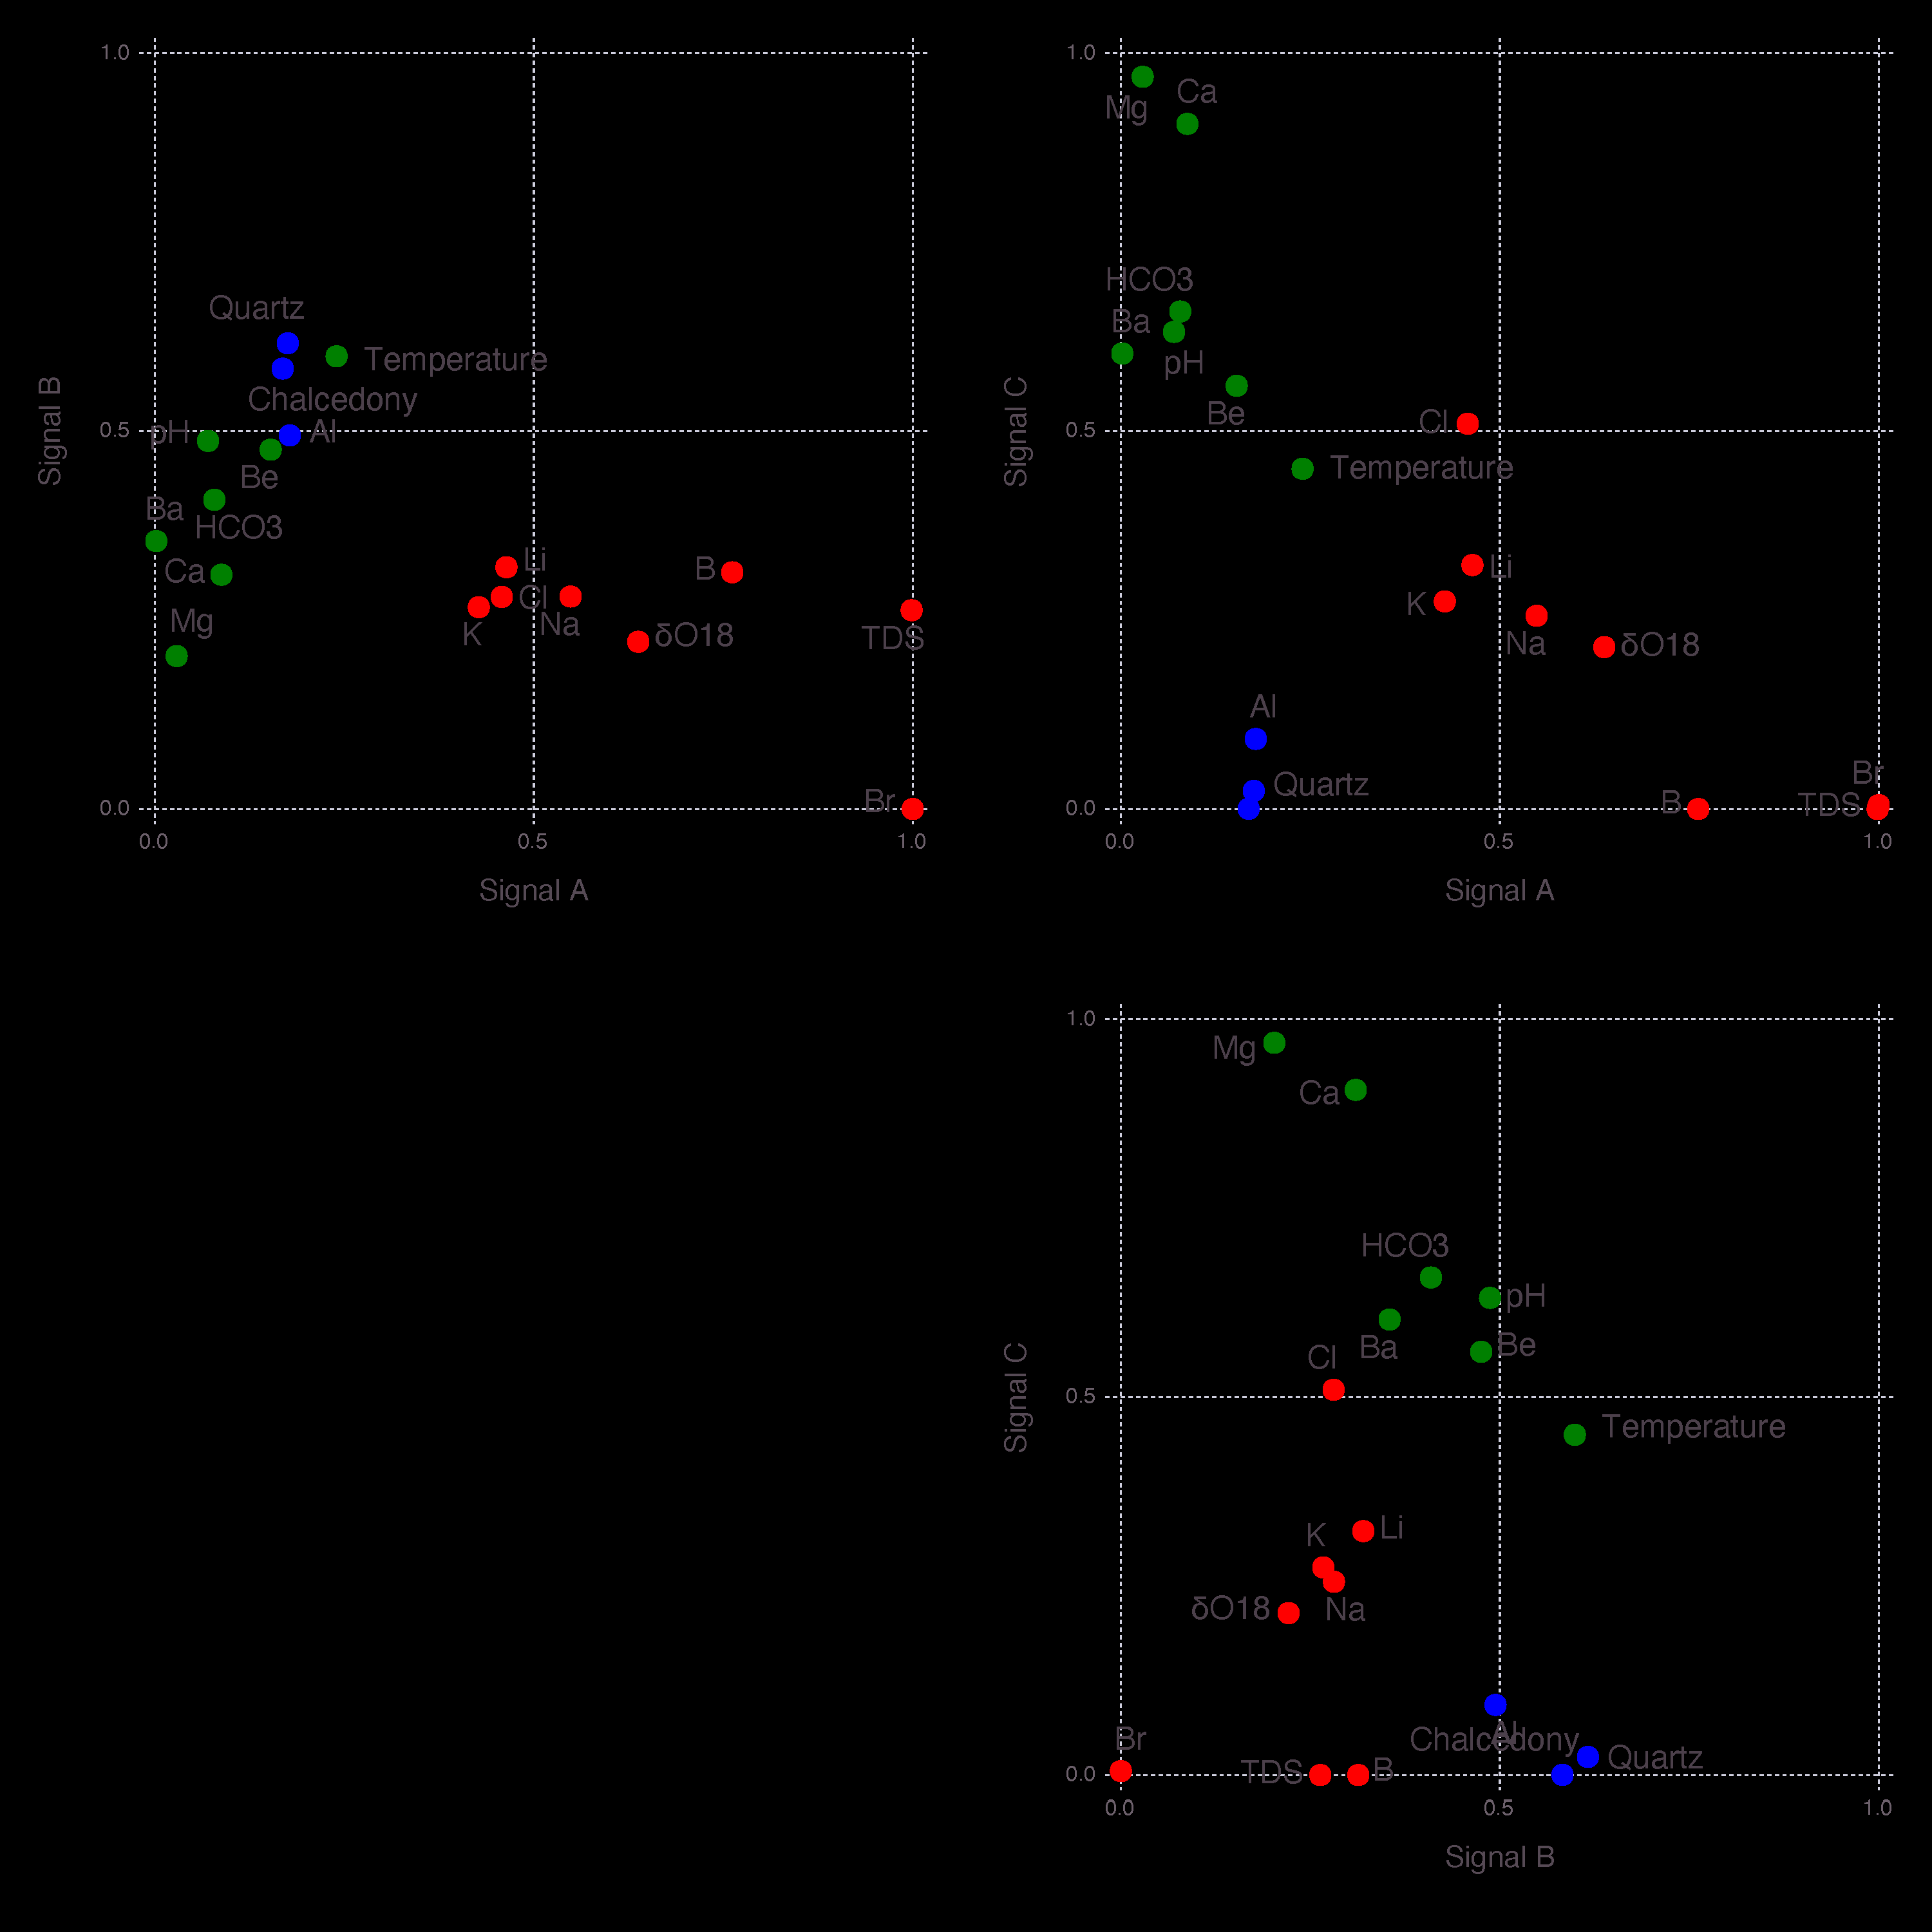 1.0
Quartz
Temperature
Chalcedony
0.5
pH
Al
Be
Ba
HCO3
Li
Ca
B
Cl
Mg
Na
K
δO18
TDS
Br
0.0
0.0
0.5
1.0
Signal A
Signal B
1.0
Ca
Mg
HCO3
Ba
pH
Be
0.5
Cl
Temperature
Li
K
Na
δO18
Al
Br
Quartz
B
TDS
0.0
0.0
0.5
1.0
Signal A
Signal C
1.0
Mg
Ca
HCO3
pH
Ba
Be
Cl
0.5
Temperature
K
Li
δO18
Na
Br
Al
Chalcedony
Quartz
TDS
B
0.0
0.0
0.5
1.0
Signal B
Signal C